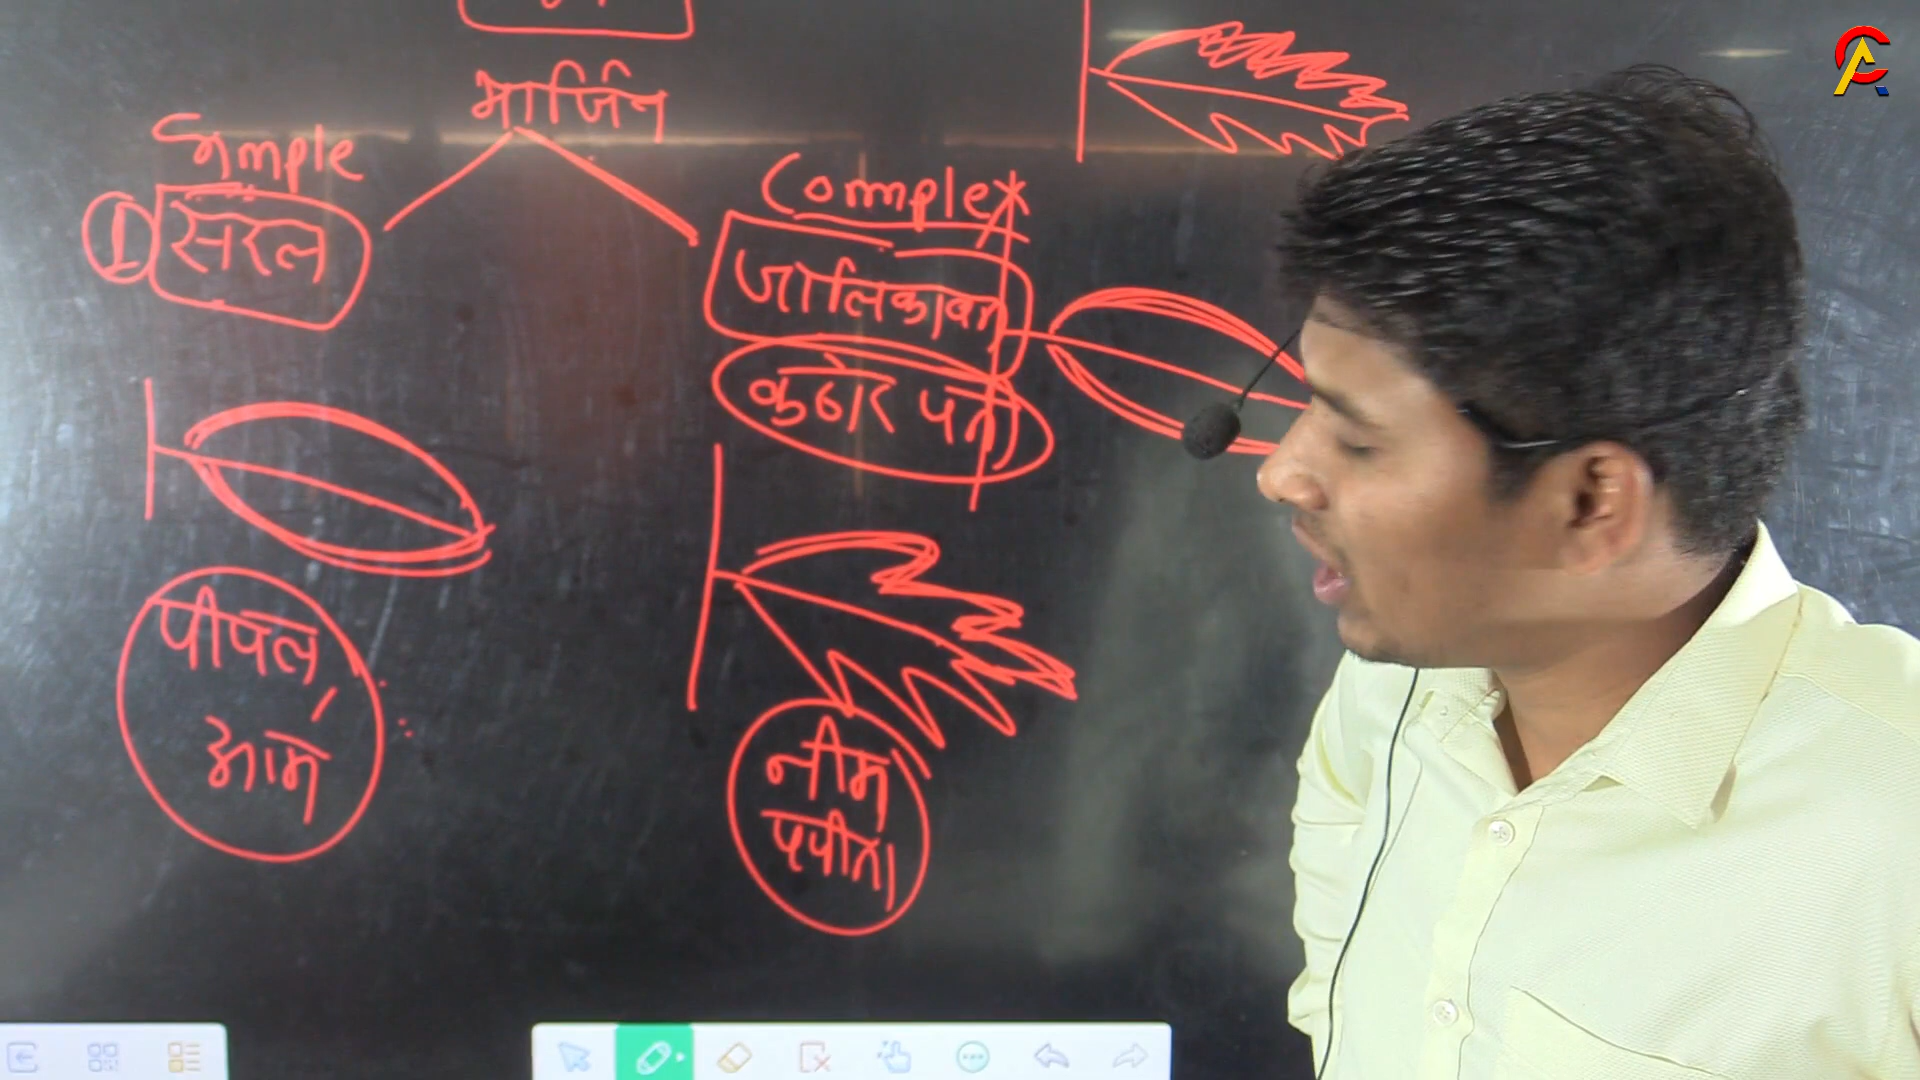 मार्जिन
Simple
① सरल
Complex
जालिकावत
कठोर पत्ती
पीपल,
आम
नीम
पपीता